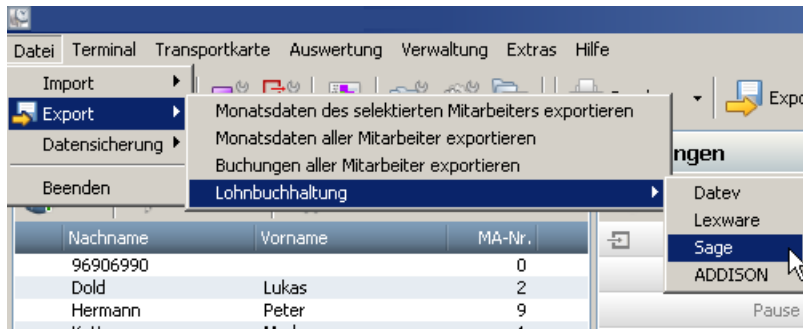 Datei Terminal Transportkarte Auswertung Verwaltung Extras Hilfe
Import
Export
Datensicherung
Beenden
Monatsdaten des selektierten Mitarbeiters exportieren
Monatsdaten aller Mitarbeiter exportieren
Buchungen aller Mitarbeiter exportieren
Lohnbuchhaltung
Datev
Lexware
Sage
ADDISON
Expo
ngen
Nachname Vorname MA-Nr.
96906990 0
Dold Lukas 2
Hermann Peter 9
Pause